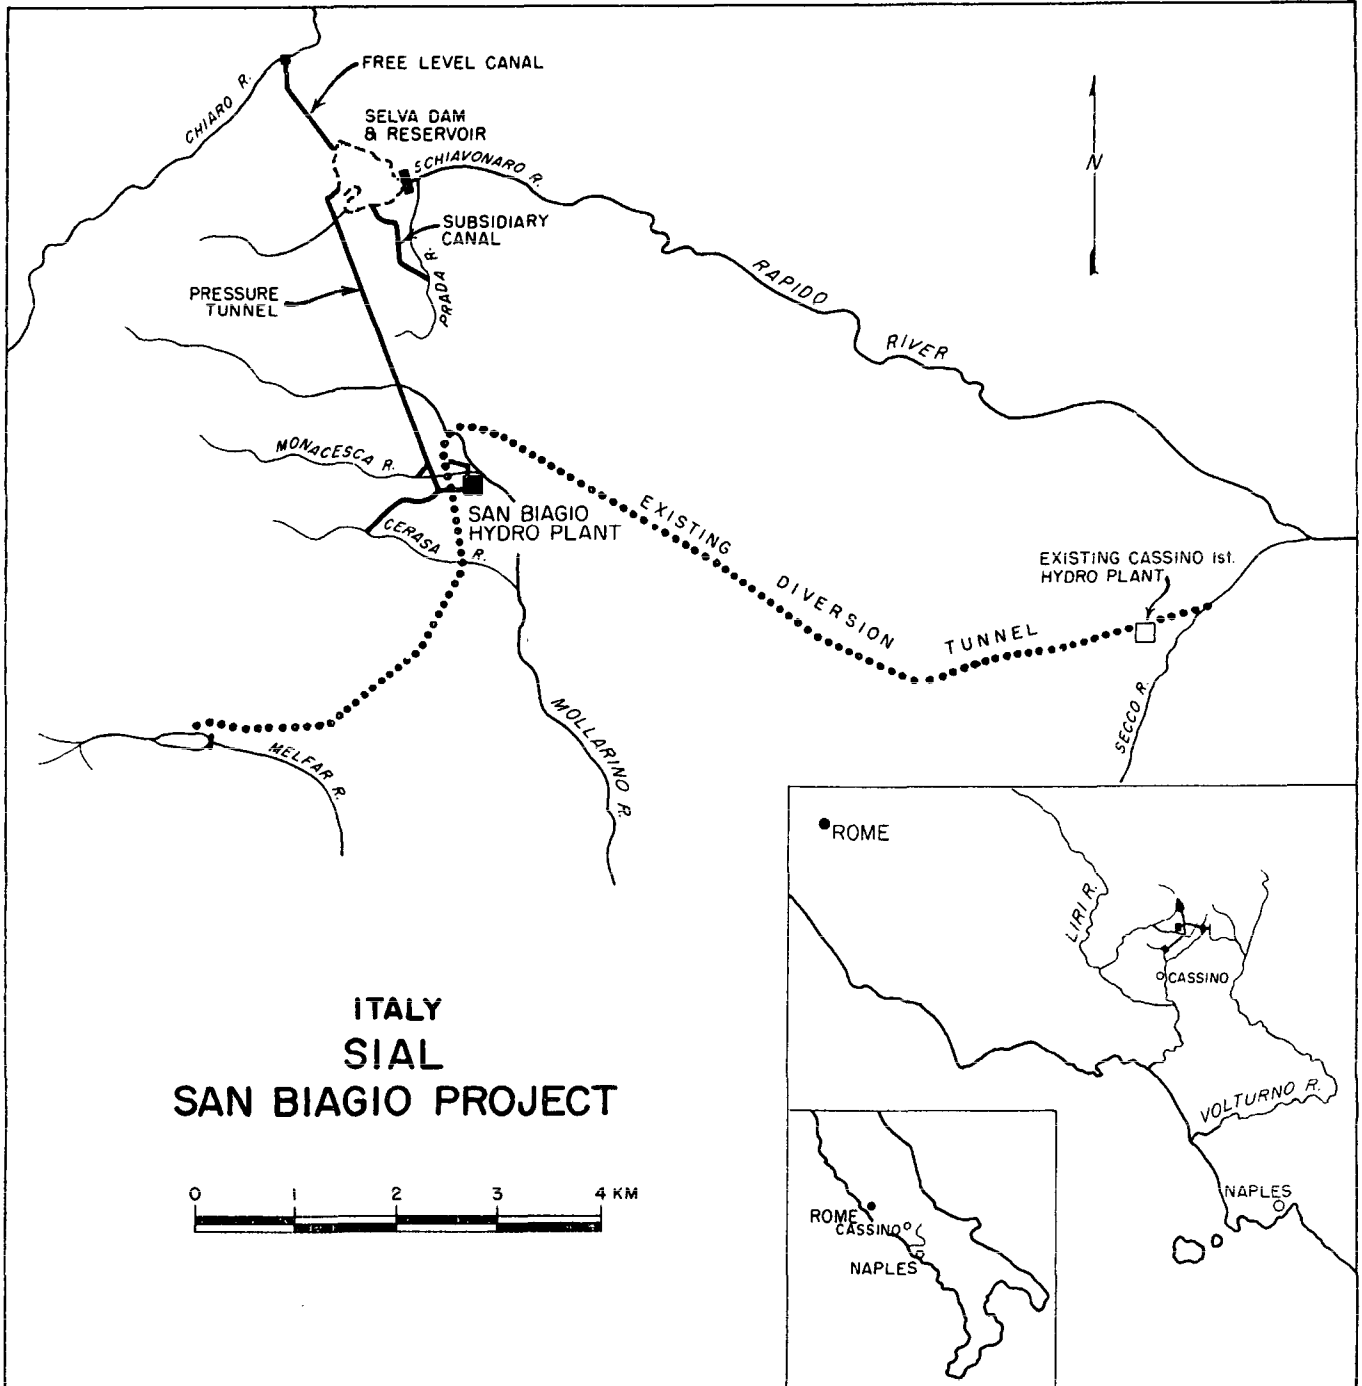 FREE LEVEL CANAL
CHIARO R.
SELVA DAM
& RESERVOIR
SCHIAVONARO R.
N
SUBSIDIARY
CANAL
PRADA R.
RAPIDO RIVER
PRESSURE
TUNNEL
MONACESCA R.
SAN BIAGIO
HYDRO PLANT
CERASA R.
EXISTING DIVERSION TUNNEL
EXISTING CASSINO 1st.
HYDRO PLANT
SECCO R.
MOLLARINO R.
MELFAR R.
ROME
LIRI R.
CASSINO
VOLTURNO R.
NAPLES
ROME
CASSINO
NAPLES
ITALY
SIAL
SAN BIAGIO PROJECT
0 1 2 3 4 KM